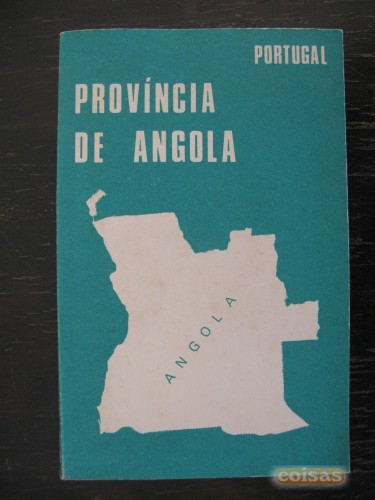 PORTUGAL
PROVÍNCIA
DE ANGOLA
ANGOLA
coisas